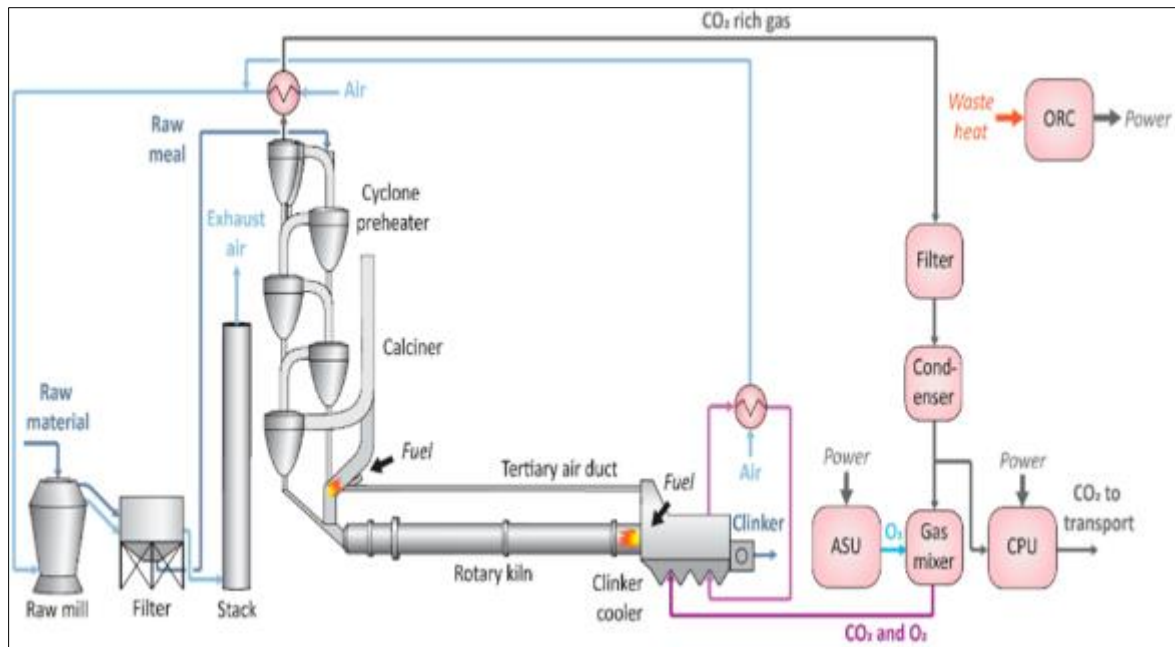 CO₂ rich gas
Air
Waste
heat
ORC
Power
Raw
meal
Cyclone
preheater
Exhaust
air
Filter
Calciner
Cond-
enser
Raw
material
Fuel
Air
Power
Power
Tertiary air duct
Fuel
Clinker
CO₂ to
transport
ASU
O₂
Gas
mixer
CPU
Rotary kiln
Clinker
cooler
Raw mill
Filter
Stack
CO₂ and O₂